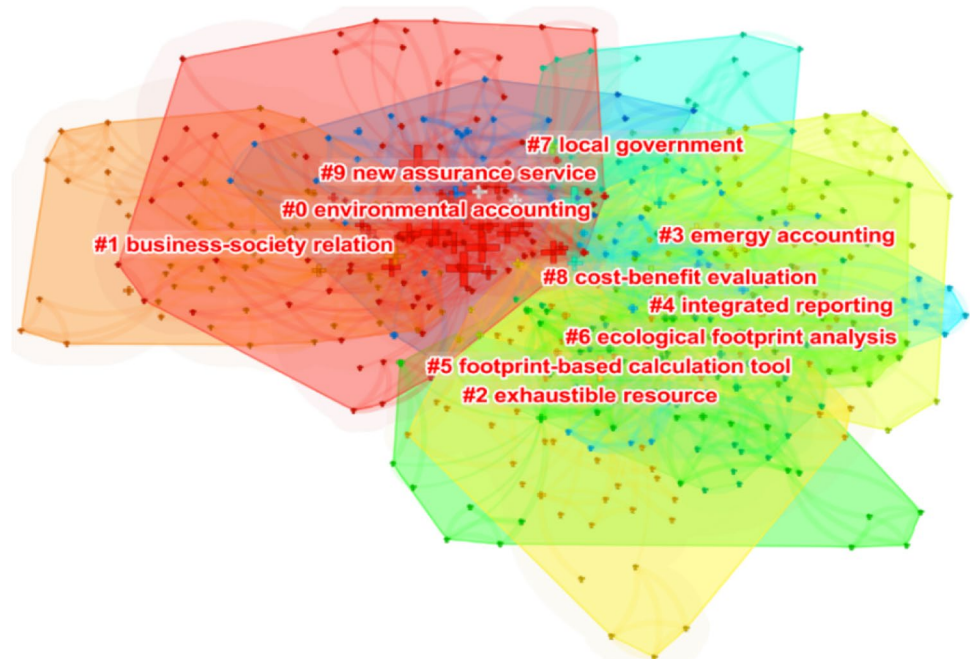 #7 local government
#9 new assurance service
#0 environmental accounting
#3 emergy accounting
#1 business-society relation
#8 cost-benefit evaluation
#4 integrated reporting
#6 ecological footprint analysis
#5 footprint-based calculation tool
#2 exhaustible resource